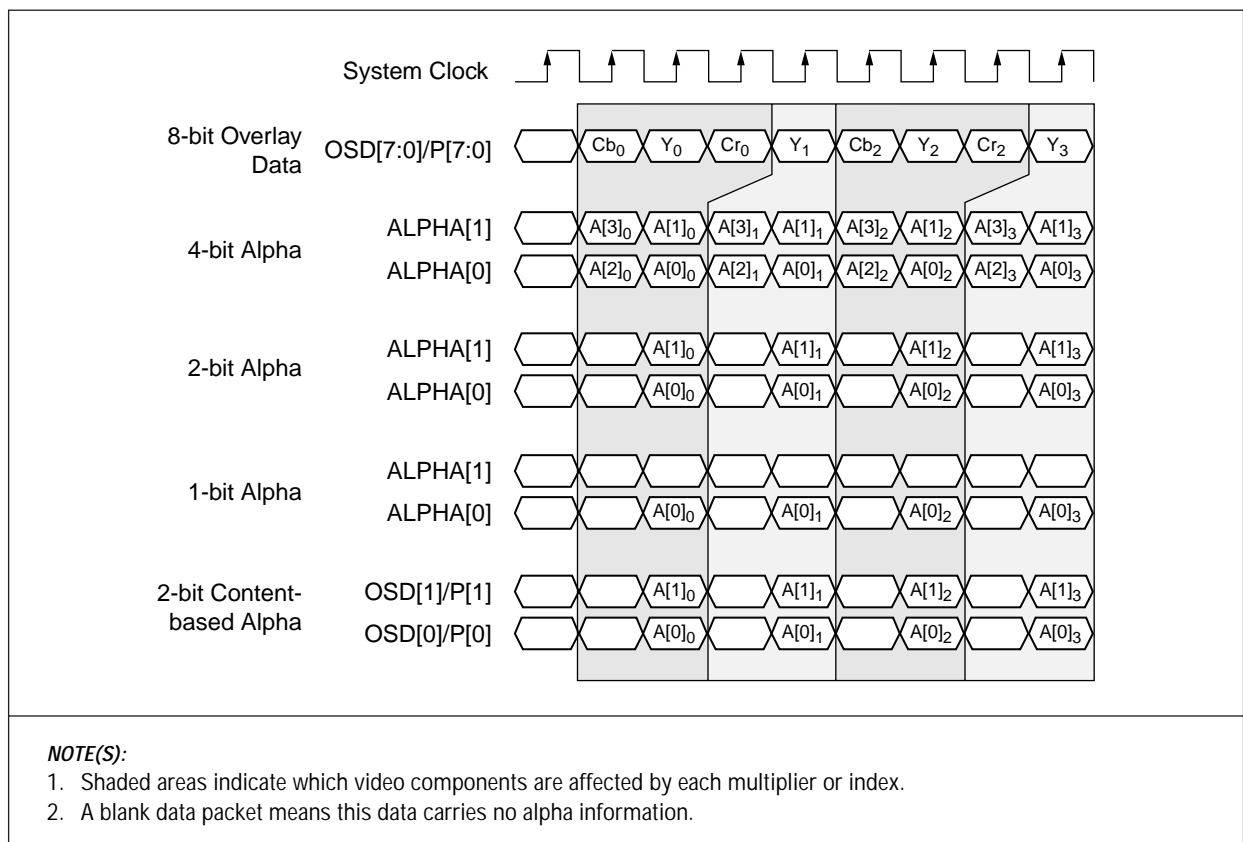 System Clock
8-bit Overlay
Data
OSD[7:0]/P[7:0]
Cb0 Y0 Cr0 Y1 Cb2 Y2 Cr2 Y3
4-bit Alpha
ALPHA[1]
A[3]0 A[1]0 A[3]1 A[1]1 A[3]2 A[1]2 A[3]3 A[1]3
ALPHA[0]
A[2]0 A[0]0 A[2]1 A[0]1 A[2]2 A[0]2 A[2]3 A[0]3
2-bit Alpha
ALPHA[1]
A[1]0 A[1]1 A[1]2 A[1]3
ALPHA[0]
A[0]0 A[0]1 A[0]2 A[0]3
1-bit Alpha
ALPHA[1]
ALPHA[0]
A[0]0 A[0]1 A[0]2 A[0]3
2-bit Content-
based Alpha
OSD[1]/P[1]
A[1]0 A[1]1 A[1]2 A[1]3
OSD[0]/P[0]
A[0]0 A[0]1 A[0]2 A[0]3
NOTE(S):
1. Shaded areas indicate which video components are affected by each multiplier or index.
2. A blank data packet means this data carries no alpha information.